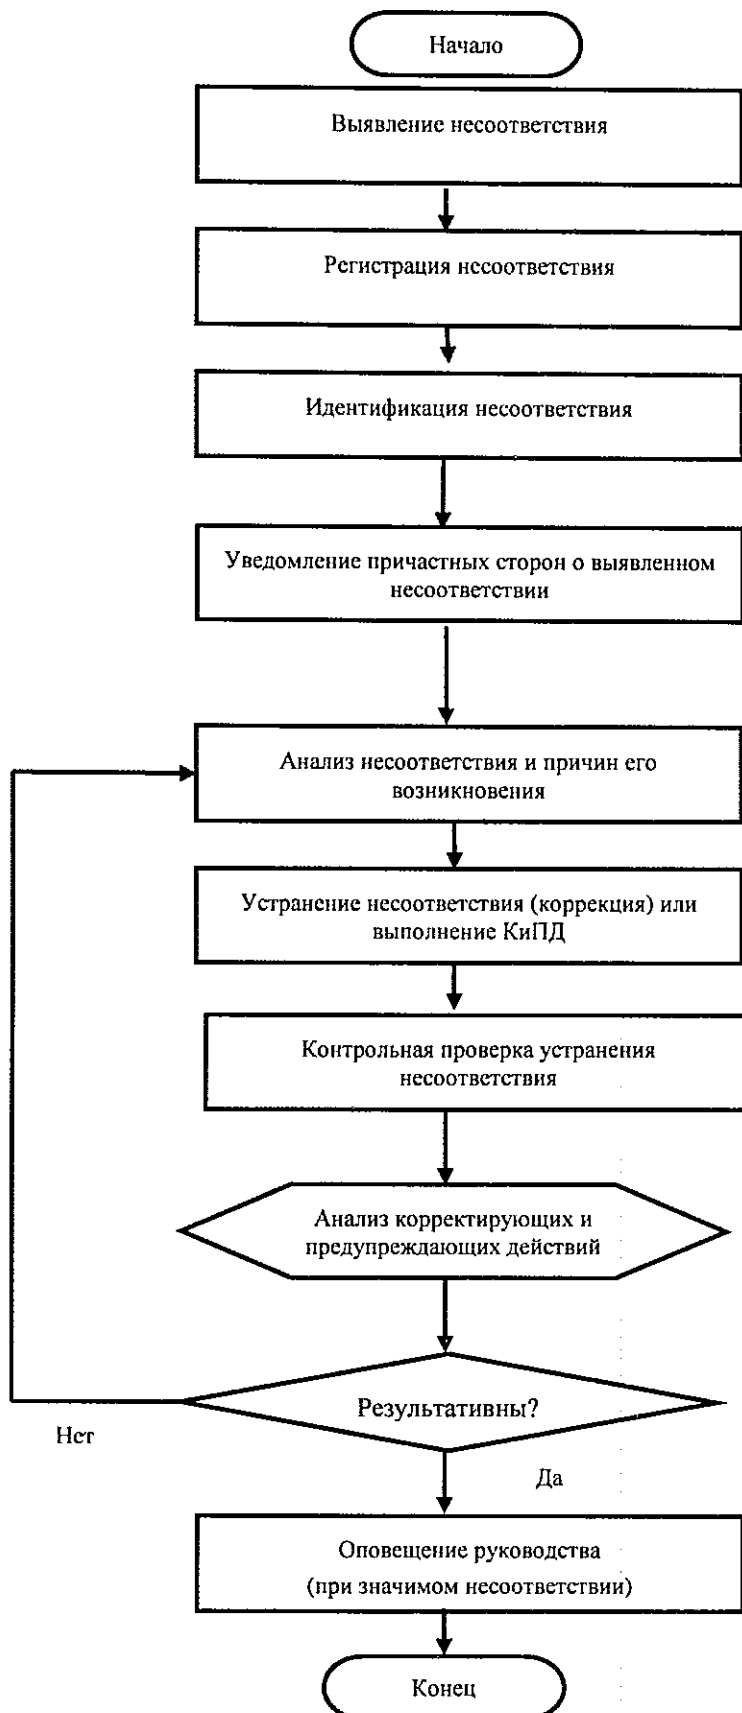 Начало
Выявление несоответствия
Регистрация несоответствия
Идентификация несоответствия
Уведомление причастных сторон о выявленном
несоответствии
Анализ несоответствия и причин его
возникновения
Устранение несоответствия (коррекция) или
выполнение КиПД
Контрольная проверка устранения
несоответствия
Анализ корректирующих и
предупреждающих действий
Результативны?
Нет
Да
Оповещение руководства
(при значимом несоответствии)
Конец